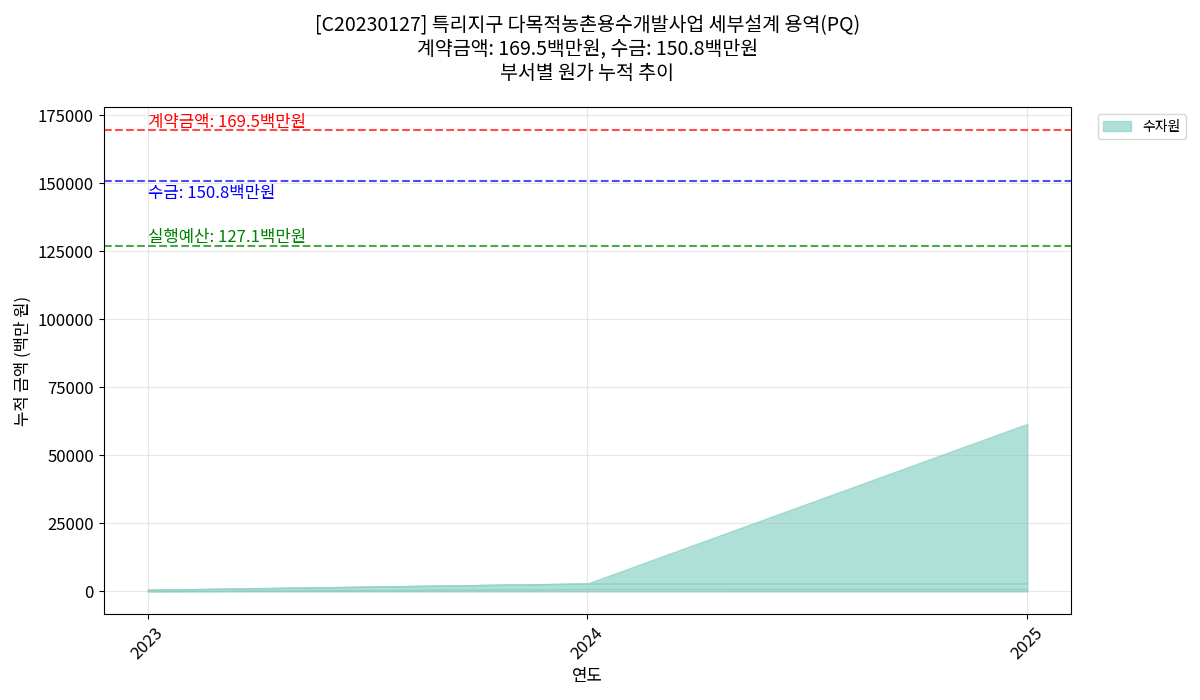 [C20230127] 특리지구 다목적농촌용수개발사업 세부설계 용역(PQ)
계약금액: 169.5백만원, 수금: 150.8백만원
부서별 원가 누적 추이
수자원
계약금액: 169.5백만원
수금: 150.8백만원
실행예산: 127.1백만원
누적 금액 (백만 원)
175000
150000
125000
100000
75000
50000
25000
0
2023
2024
2025
연도